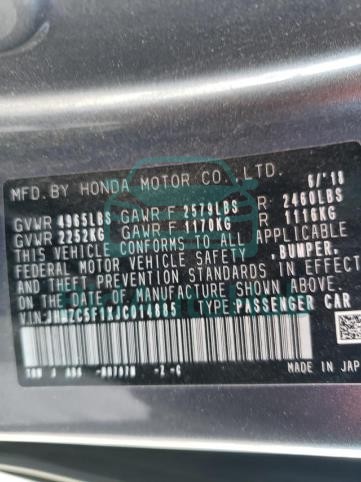 MFD. BY HONDA MOTOR CO., LTD. 6/'18
GVWR 4965LBS GAWR F 2579LBS R 2460LBS
GVWR 2252KG GAWR F 1170KG R 1116KG
THIS VEHICLE CONFORMS TO ALL APPLICABLE
FEDERAL MOTOR VEHICLE SAFETY, BUMPER,
AND THEFT PREVENTION STANDARDS IN EFFECT
ON THE DATE OF MANUFACTURE SHOWN ABOVE.
VIN: TYPE: PASSENGER CAR
MADE IN JAP